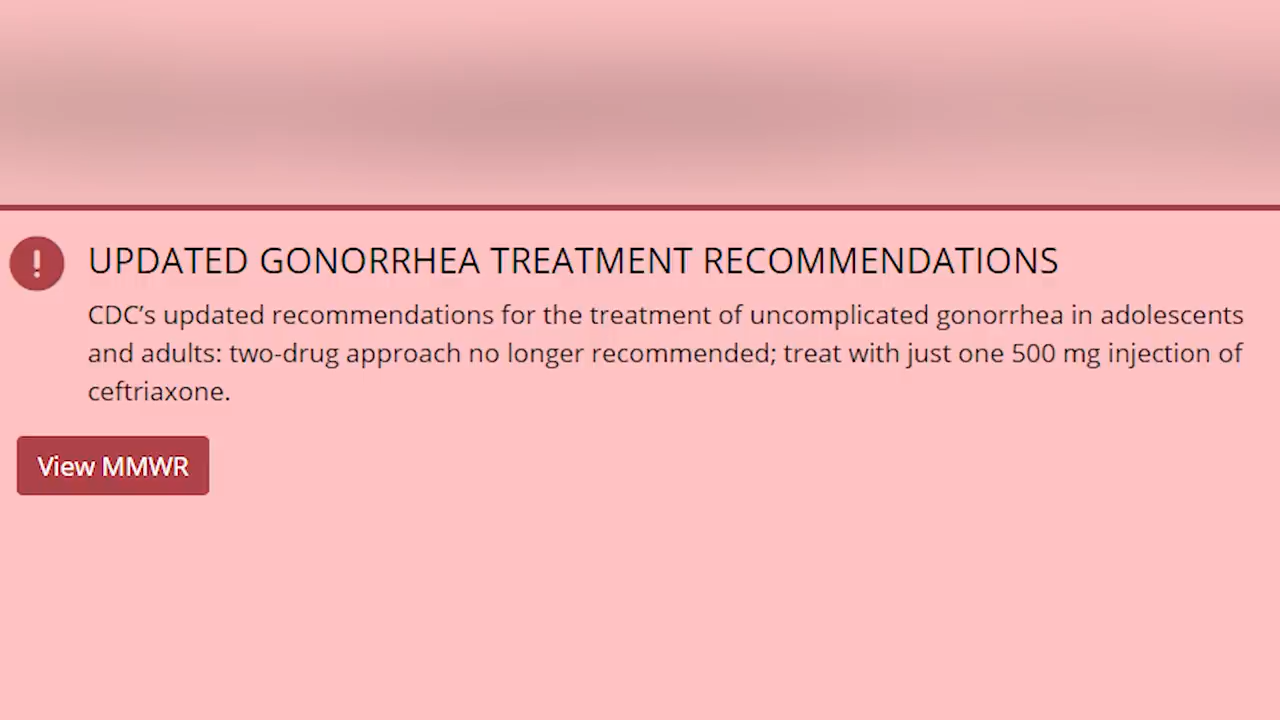 !
UPDATED GONORRHEA TREATMENT RECOMMENDATIONS
CDC’s updated recommendations for the treatment of uncomplicated gonorrhea in adolescents
and adults: two-drug approach no longer recommended; treat with just one 500 mg injection of
ceftriaxone.
View MMWR